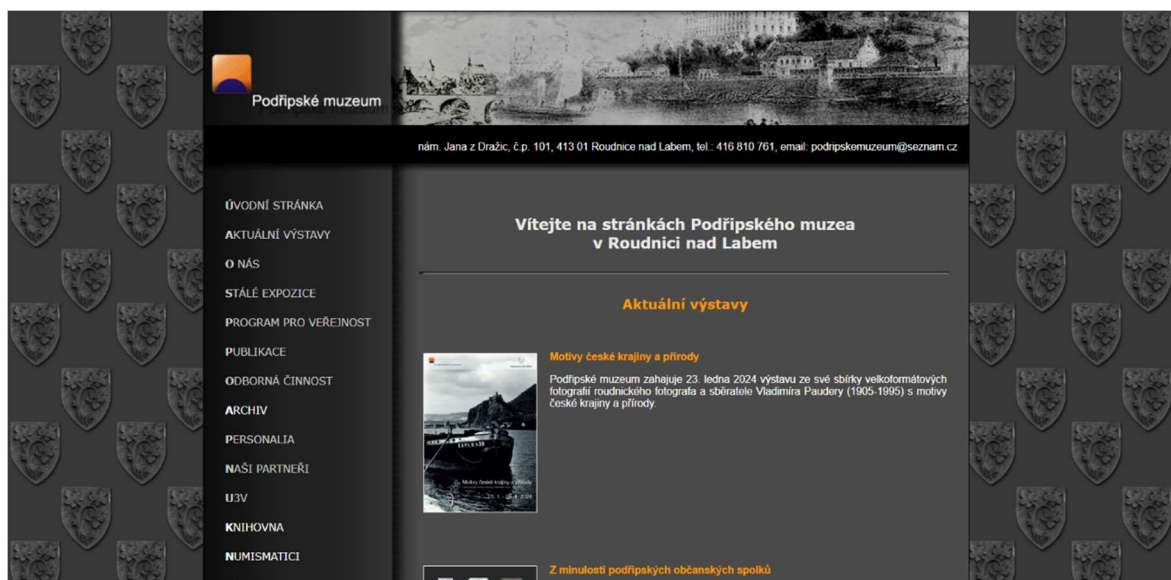 Podřipské muzeum
nám. Jana z Dražic, č.p. 101, 413 01 Roudnice nad Labem, tel.: 416 810 761, email: podripskemuzeum@seznam.cz
ÚVODNÍ STRÁNKA
AKTUÁLNÍ VÝSTAVY
O NÁS
STÁLÉ EXPOZICE
PROGRAM PRO VEŘEJNOST
PUBLIKACE
ODBORNÁ ČINNOST
ARCHIV
PERSONALIA
NAŠI PARTNEŘI
U3V
KNIHOVNA
NUMISMATICI
Vítejte na stránkách Podřipského muzea
v Roudnici nad Labem
Aktuální výstavy
Motivy české krajiny a přírody
Podřipské muzeum zahajuje 23. ledna 2024 výstavu ze své sbírky velkoformátových
fotografií roudnického fotografa a sběratele Vladimíra Paudery (1905-1995) s motivy
české krajiny a přírody.
Motivy české krajiny a přírody
Z minulosti podřipských občanských spolků